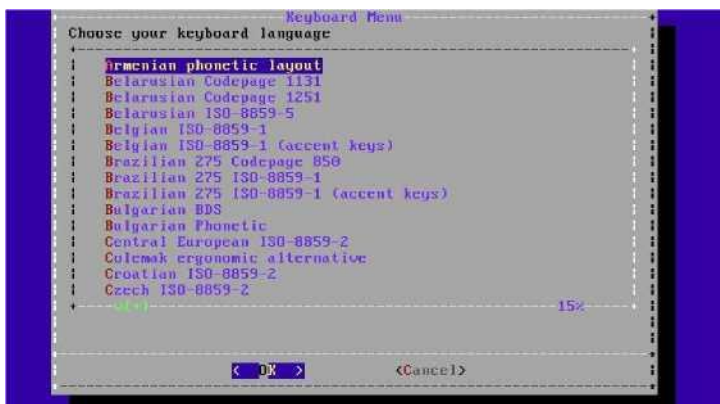 Keyboard Menu
Choose your keyboard language
Armenian phonetic layout
Belarusian Codepage 1131
Belarusian Codepage 1251
Belarusian ISO-8859-5
Belgian ISO-8859-1
Belgian ISO-8859-1 (accent keys)
Brazilian 275 Codepage 850
Brazilian 275 ISO-8859-1
Brazilian 275 ISO-8859-1 (accent keys)
Bulgarian BDS
Bulgarian Phonetic
Central European ISO-8859-2
Colemak ergonomic alternative
Croatian ISO-8859-2
Czech ISO-8859-2
v(+) 15%
< OK > <Cancel>